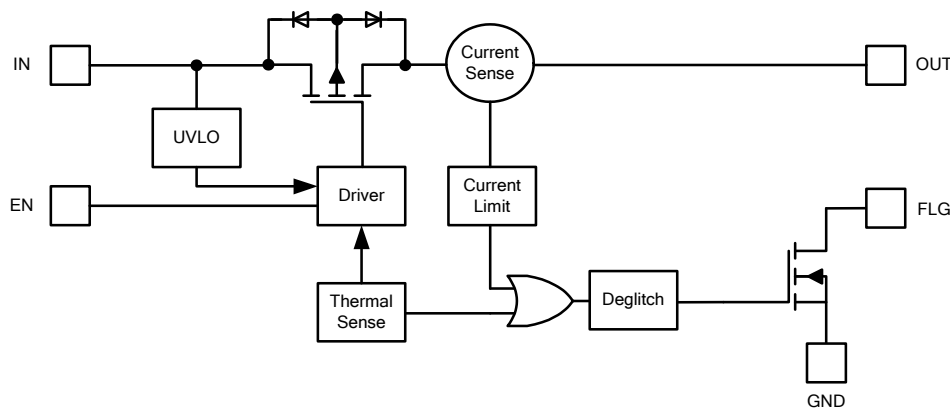 IN
Current
Sense
OUT
UVLO
EN
Driver
Current
Limit
FLG
Thermal
Sense
Deglitch
GND